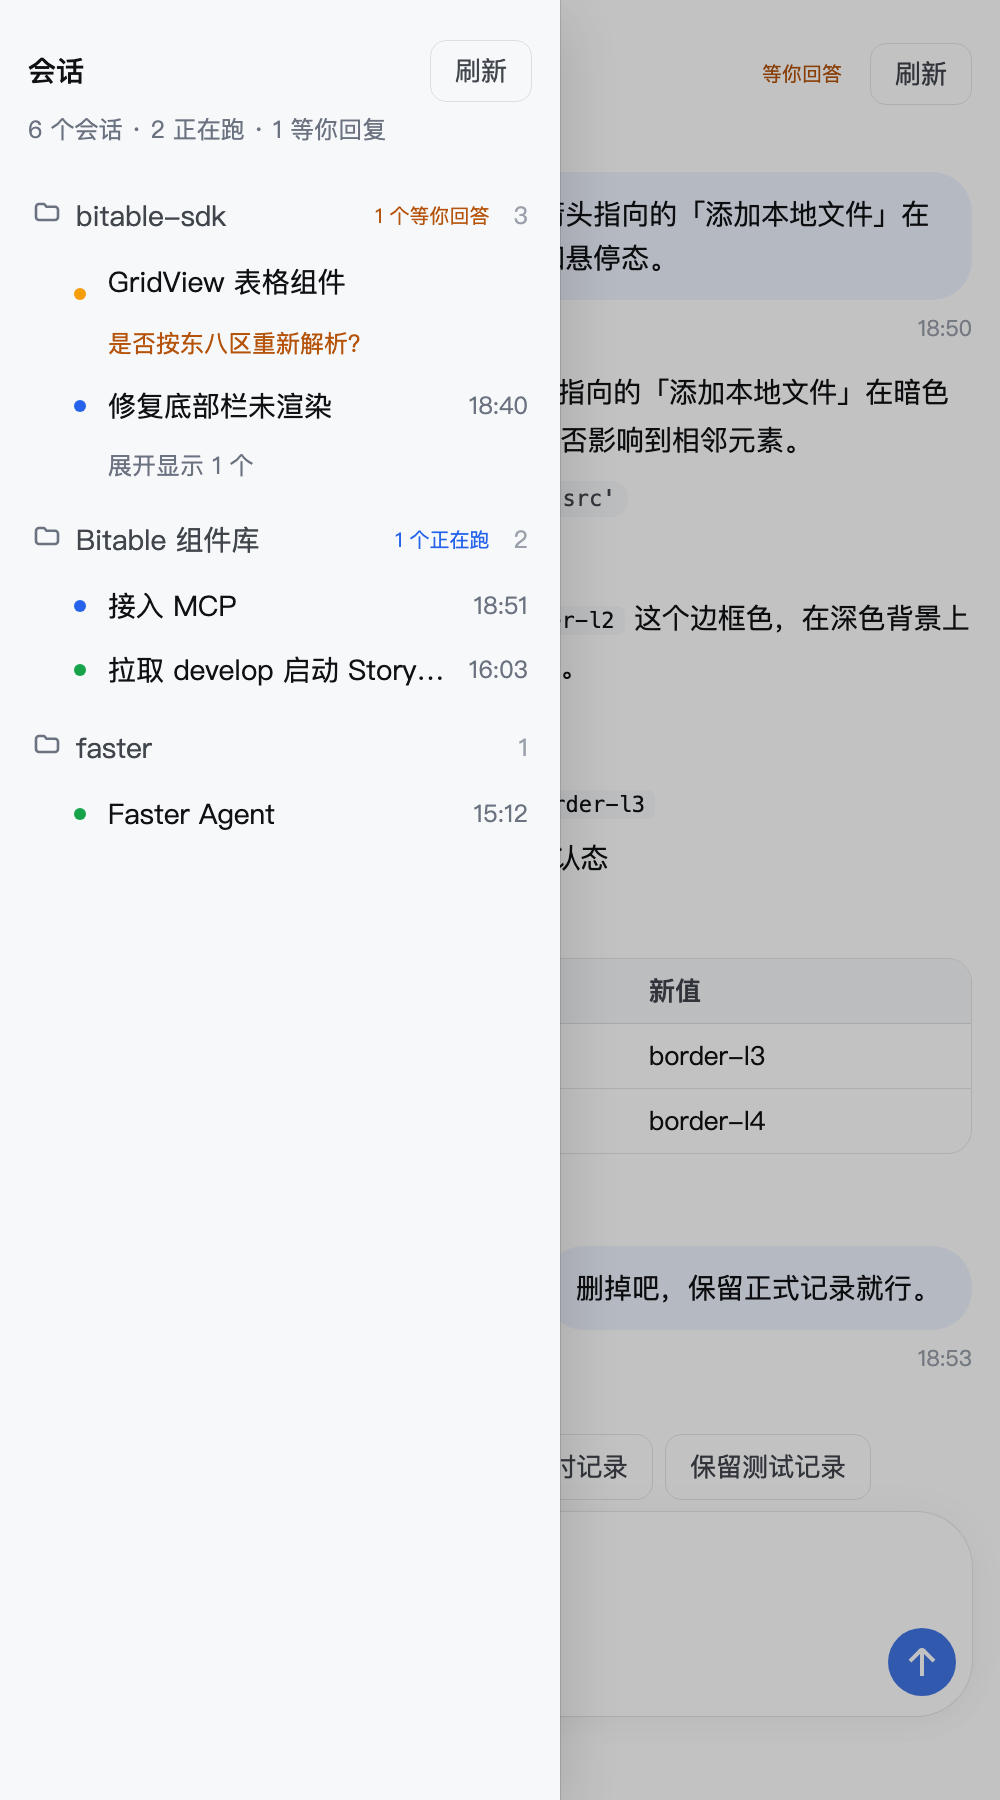 会话
刷新
6 个会话 · 2 正在跑 · 1 等你回复
bitable-sdk
1 个等你回答
3
GridView 表格组件
是否按东八区重新解析?
修复底部栏未渲染
18:40
展开显示 1 个
Bitable 组件库
1 个正在跑
2
接入 MCP
18:51
拉取 develop 启动 Story...
16:03
faster
1
Faster Agent
15:12
等你回答
刷新
头指向的「添加本地文件」在
悬停态。
18:50
指向的「添加本地文件」在暗色
否影响到相邻元素。
src'
r-l2 这个边框色，在深色背景上
。
rder-l3
认态
新值
border-l3
border-l4
删掉吧，保留正式记录就行。
18:53
时记录
保留测试记录